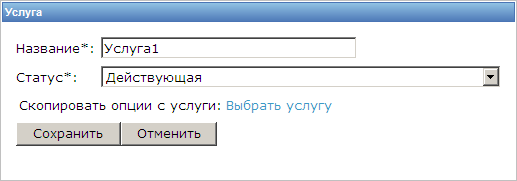 Услуга
Название*: Услуга1
Статус*: Действующая
Скопировать опции с услуги: Выбрать услугу
Сохранить Отменить